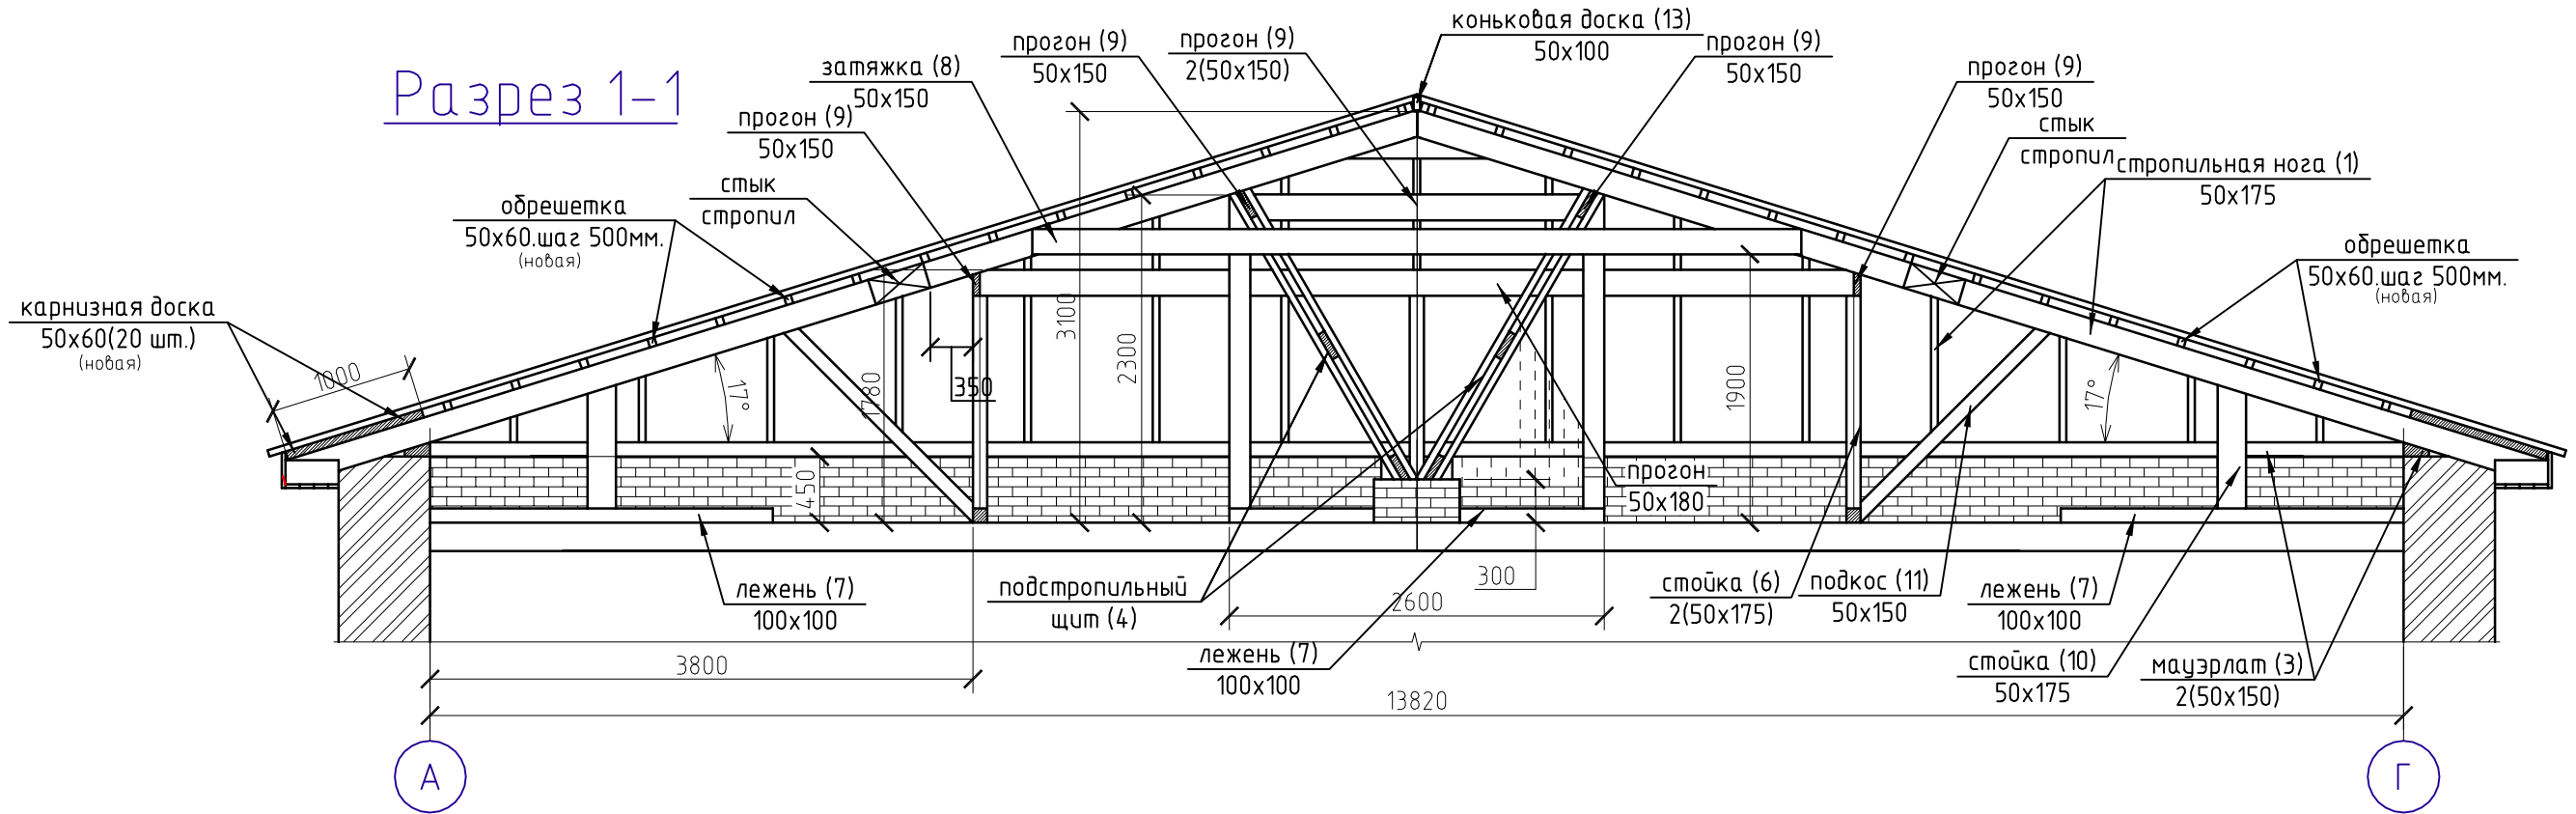 Разрез 1-1
коньковая доска (13)
50х100
прогон (9)
50х150
прогон (9)
2(50х150)
прогон (9)
50х150
затяжка (8)
50х150
прогон (9)
50х150
прогон (9)
50х150
стык
стропил
стык
стропил
стропильная нога (1)
50х175
обрешетка
50х60.шаг 500мм.
(новая)
обрешетка
50х60.шаг 500мм.
(новая)
карнизная доска
50х60(20 шт.)
(новая)
1000
17°
1780
350
3100
2300
1900
17°
450
прогон
50х180
300
2600
лежень (7)
100х100
подстропильный
щит (4)
лежень (7)
100х100
стойка (6)
2(50х175)
подкос (11)
50х150
лежень (7)
100х100
стойка (10)
50х175
мауэрлат (3)
2(50х150)
3800
13820
А
Г